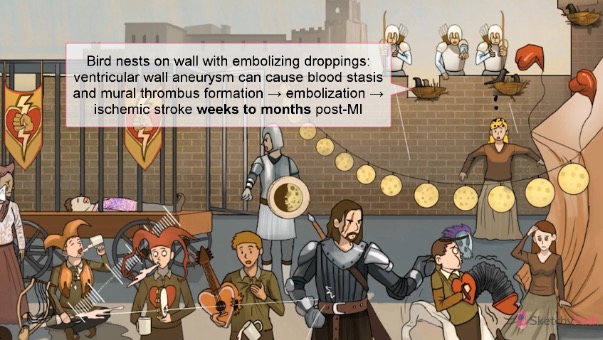 Bird nests on wall with embolizing droppings:
ventricular wall aneurysm can cause blood stasis
and mural thrombus formation → embolization →
ischemic stroke weeks to months post-MI
Sketchy